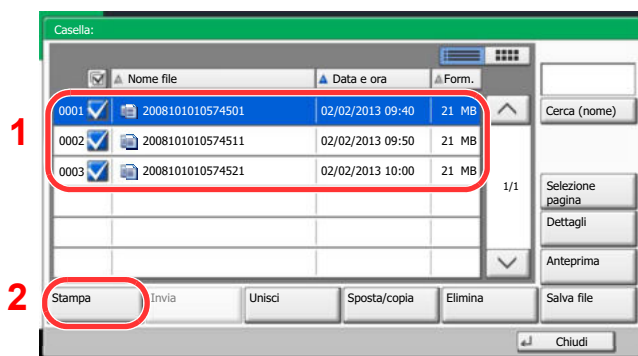 Casella:
Nome file Data e ora Form.
1
0001 2008101010574501 02/02/2013 09:40 21 MB
Cerca (nome)
0002 2008101010574511 02/02/2013 09:50 21 MB
0003 2008101010574521 02/02/2013 10:00 21 MB
1/1
Selezione
pagina
Dettagli
Anteprima
2
Stampa Invia Unisci Sposta/copia Elimina Salva file
Chiudi